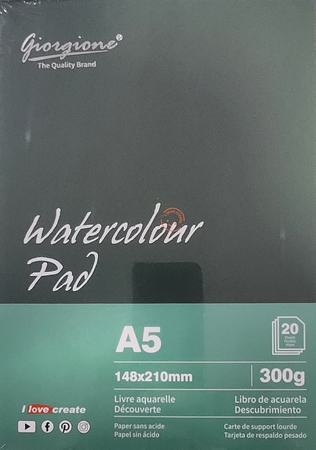 Giorgione®
The Quality Brand
Watercolour
Pad
A5
20
148x210mm
300g
Livre aquarelle
Libro de acuarela
Découverte
Descubrimiento
I love create
Paper sans acide
Carte de support lourde
Papel sin ácido
Tarjeta de respaldo pesado